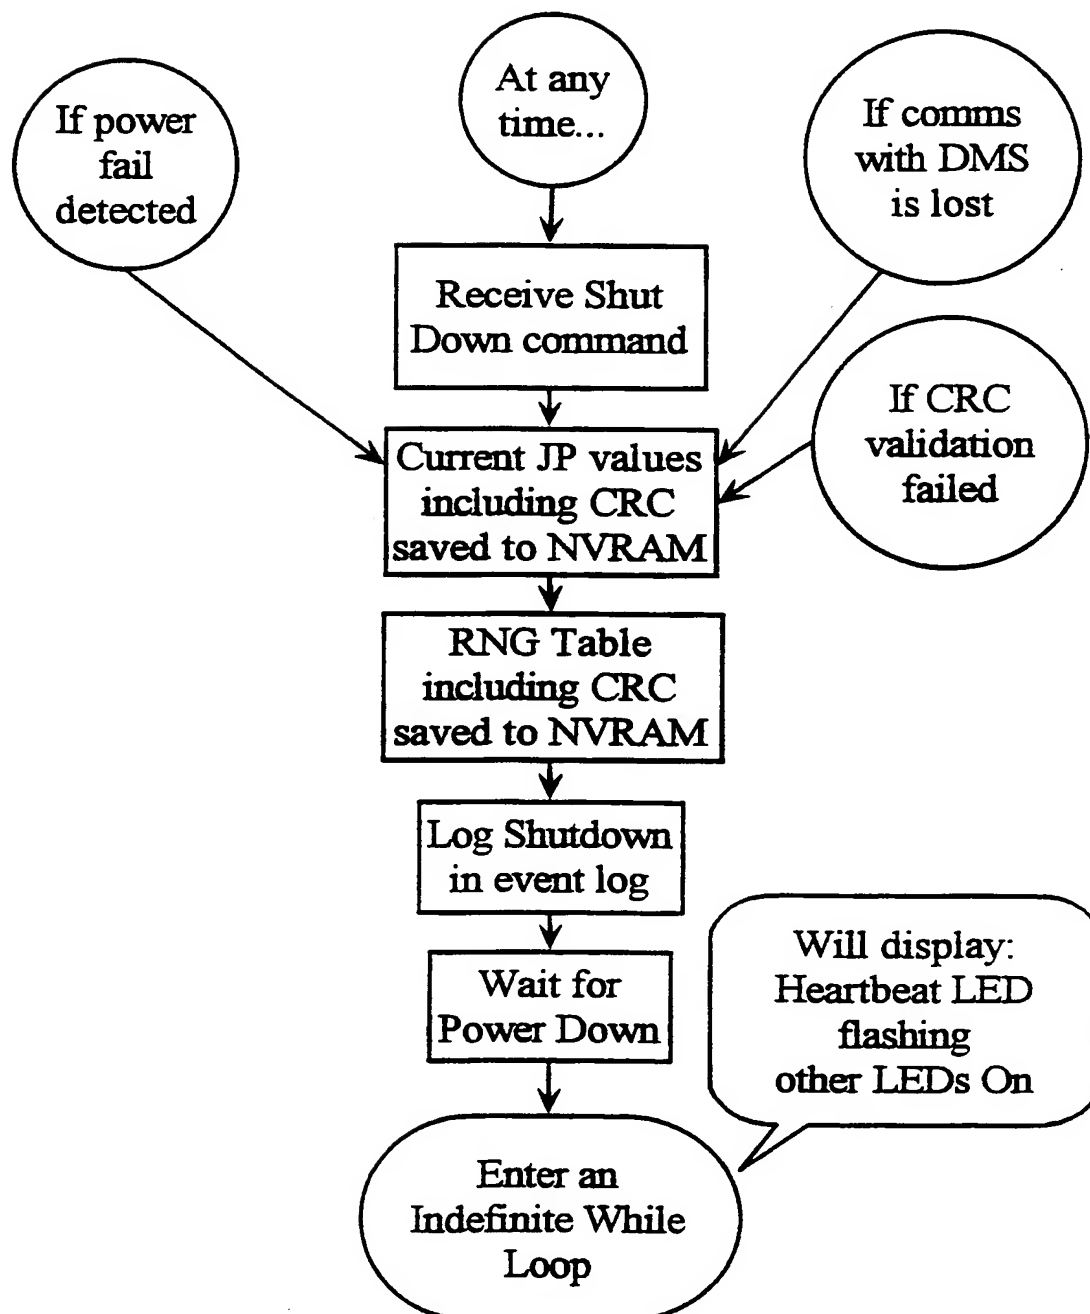 At any
time...
If power
fail
detected
If comms
with DMS
is lost
Receive Shut
Down command
If CRC
validation
failed
Current JP values
including CRC
saved to NVRAM
RNG Table
including CRC
saved to NVRAM
Log Shutdown
in event log
Will display:
Heartbeat LED
flashing
other LEDs On
Wait for
Power Down
Enter an
Indefinite While
Loop